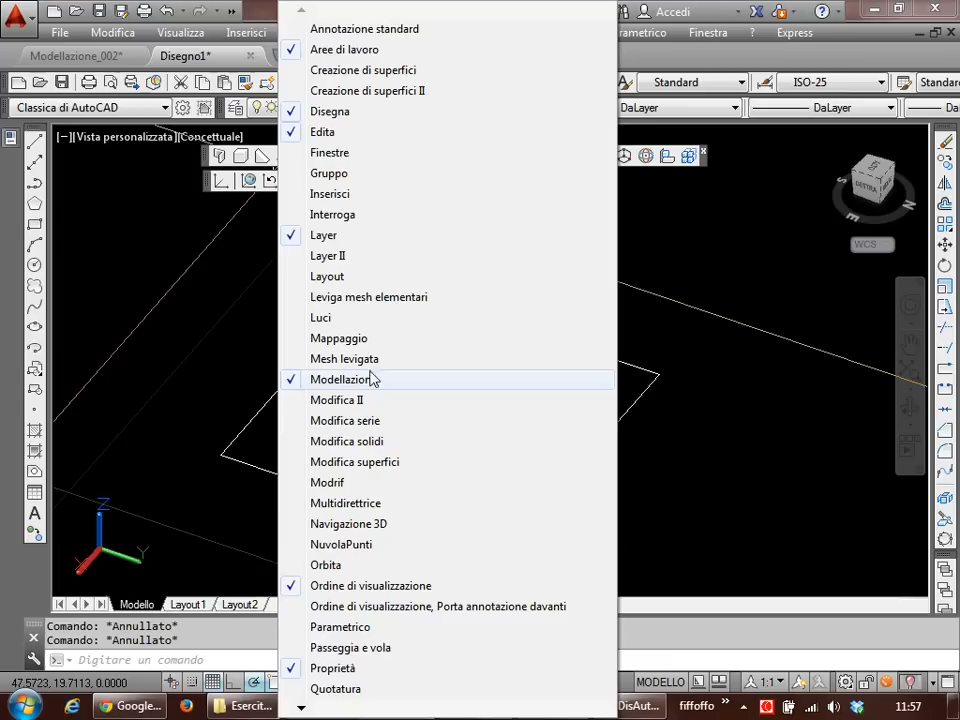 Accedi
File
Modifica
Visualizza
Inserisci
Parametrico
Finestra
?
Express
Modellazione_002*
Disegno1*
Standard
ISO-25
Standard
Classica di AutoCAD
DaLayer
DaLayer
[−][Vista personalizzata][Concettuale]
Annotazione standard
Aree di lavoro
Creazione di superfici
Creazione di superfici II
Disegna
Edita
Finestre
Gruppo
Inserisci
Interroga
Layer
Layer II
Layout
Leviga mesh elementari
Luci
Mappaggio
Mesh levigata
Modellazione
Modifica II
Modifica serie
Modifica solidi
Modifica superfici
Modrif
Multidirettrice
Navigazione 3D
NuvolaPunti
Orbita
Ordine di visualizzazione
Ordine di visualizzazione, Porta annotazione davanti
Parametrico
Passeggia e vola
Proprietà
Quotatura
DESTRA
S
E
N
WCS
Z
Y
X
Modello
Layout1
Layout2
Comando: *Annullato*
Comando: *Annullato*
Digitare un comando
47.5723, 19.7113, 0.0000
MODELLO
1:1
Google...
Esercit...
DisAut...
fiffoffo
11:57